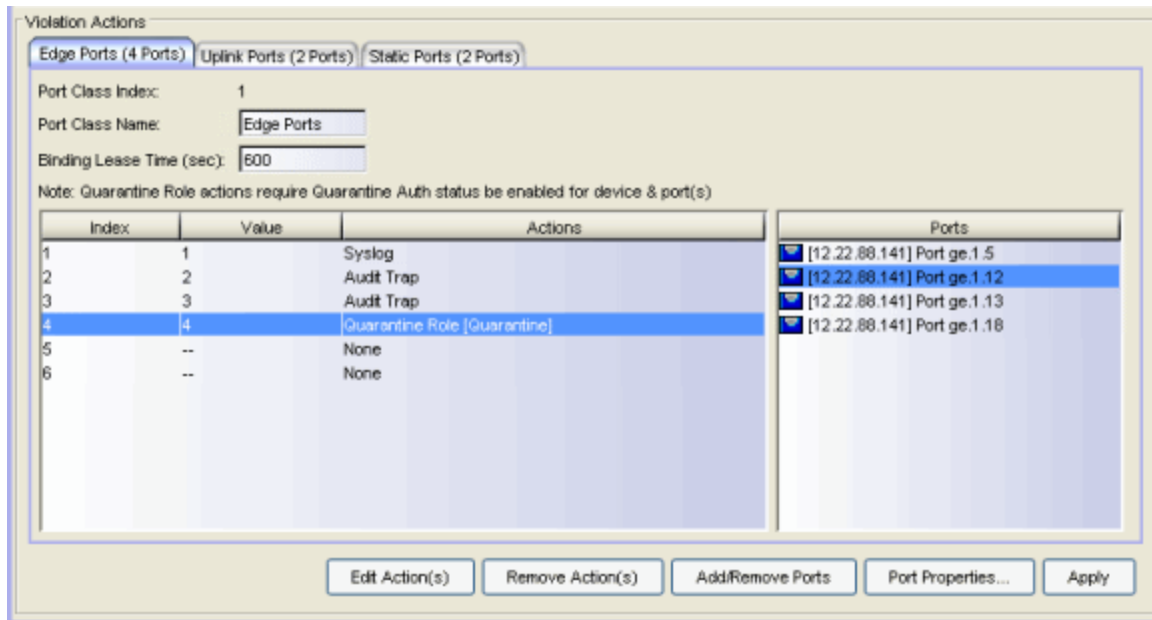 Violation Actions
Edge Ports (4 Ports) Uplink Ports (2 Ports) Static Ports (2 Ports)
Port Class Index: 1
Port Class Name: Edge Ports
Binding Lease Time (sec): 600
Note: Quarantine Role actions require Quarantine Auth status be enabled for device & port(s)
Index Value Actions
1 1 Syslog
2 2 Audit Trap
3 3 Audit Trap
4 4 Quarantine Role [Quarantine]
5 -- None
6 -- None
Ports
[12.22.88.141] Port ge.1.5
[12.22.88.141] Port ge.1.12
[12.22.88.141] Port ge.1.13
[12.22.88.141] Port ge.1.18
Edit Action(s) Remove Action(s) Add/Remove Ports Port Properties... Apply